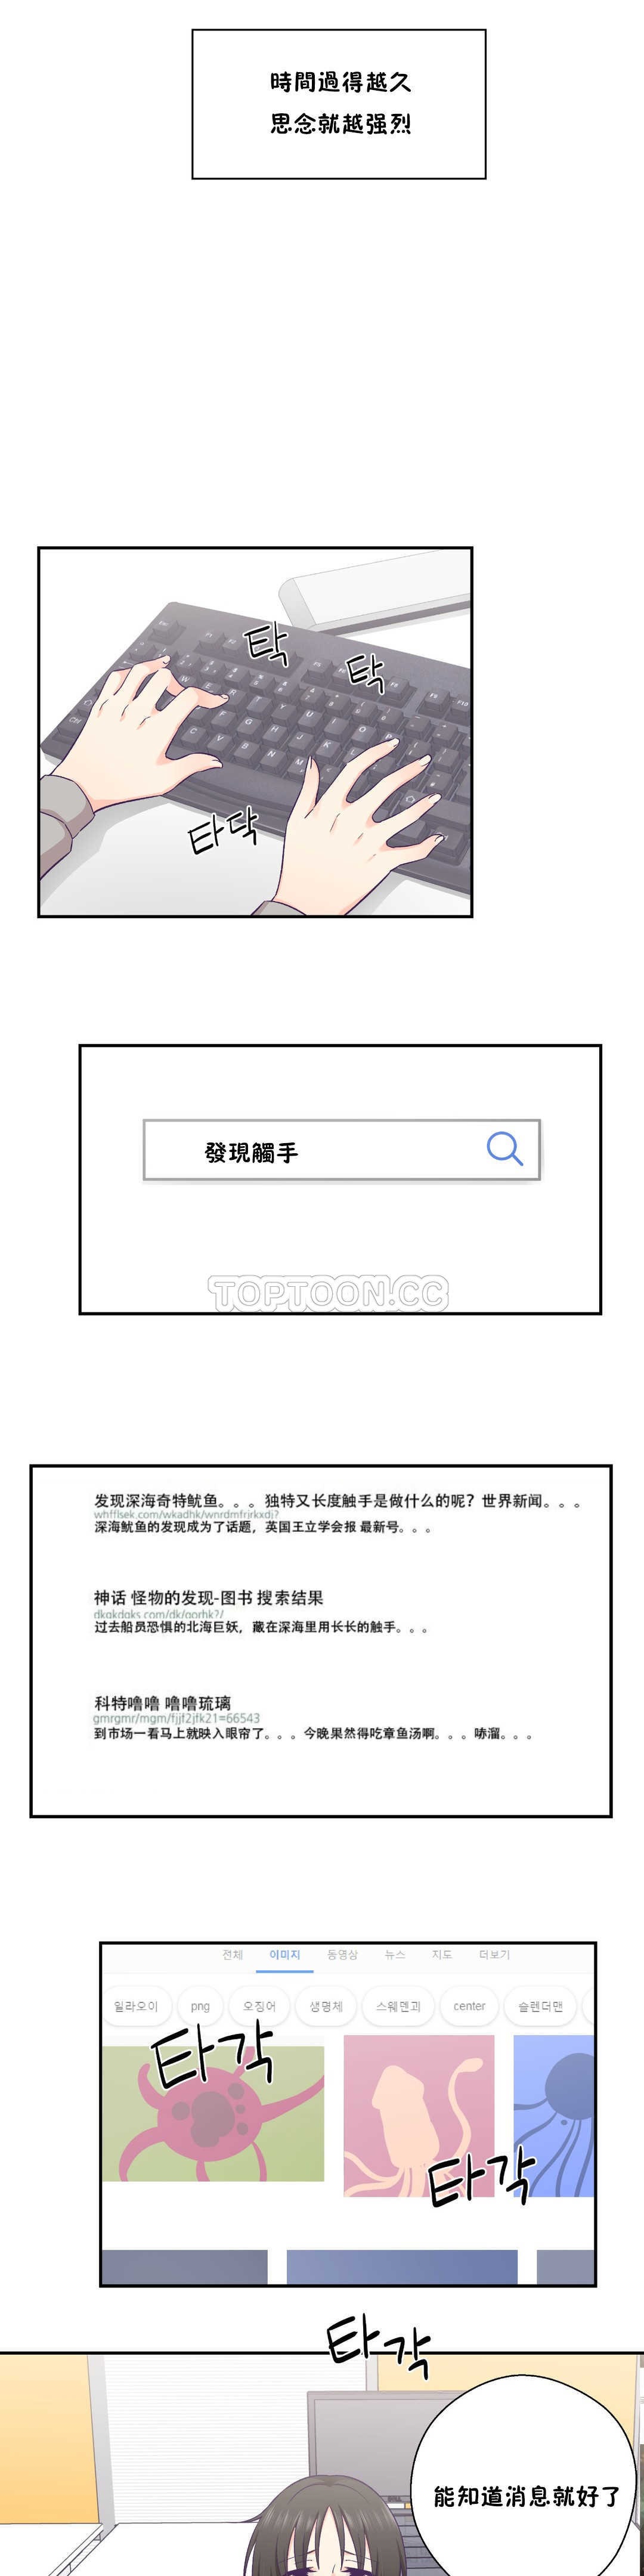 時間過得越久
思念就越强烈
탁
탁
타닥
發現觸手
TOPTOON.CC
发现深海奇特鱿鱼。。。独特又长度触手是做什么的呢？世界新闻。。。
whfflsek.com/wkadhk/wnrdmfrjrkxdj?
深海鱿鱼的发现成为了话题，英国王立学会报 最新号。。。
神话 怪物的发现-图书 搜索结果
dkqkdqks.com/dk/qorhk?/
过去船员恐惧的北海巨妖，藏在深海里用长长的触手。。。
科特噜噜 噜噜琉璃
gmrgmr/mgm/fjjf2jfk21=66543
到市场一看马上就映入眼帘了。。。今晚果然得吃章鱼汤啊。。。哧溜。。。
전체 이미지 동영상 뉴스 지도 더보기
일라오이 png 오징어 생명체 스웨덴괴 center 슬렌더맨
타각
타각
타각
能知道消息就好了